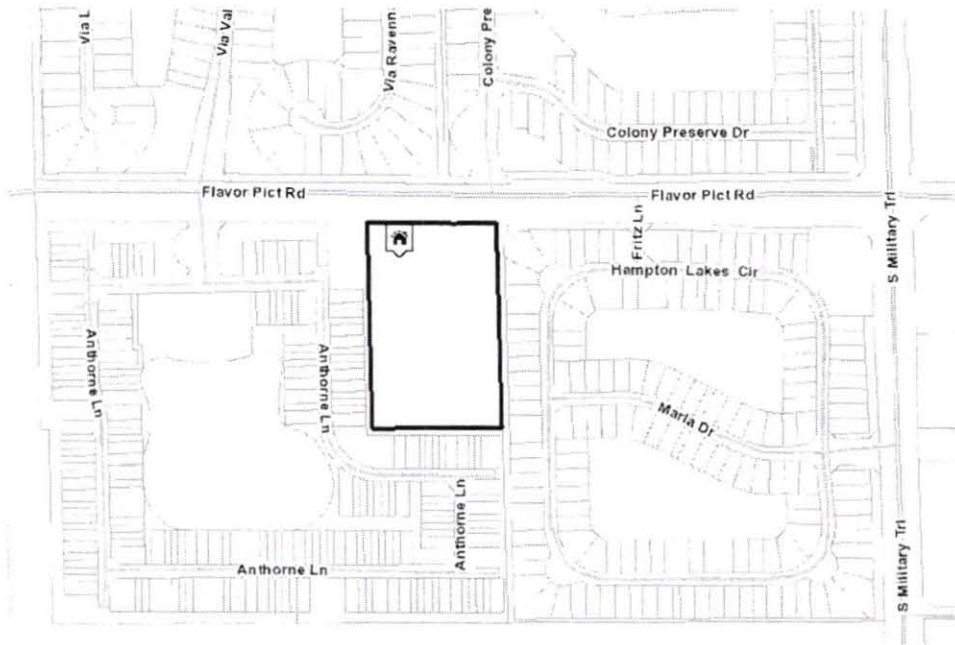 Via L
Via Val
Via Ravenn
Colony Pre
Colony Preserve Dr
Flavor Pict Rd
Flavor Pict Rd
S Military Trl
Fritz Ln
Hampton Lakes Cir
Anthorne Ln
Anthorne Ln
Marla Dr
Anthorne Ln
S Military Trl
Anthorne Ln